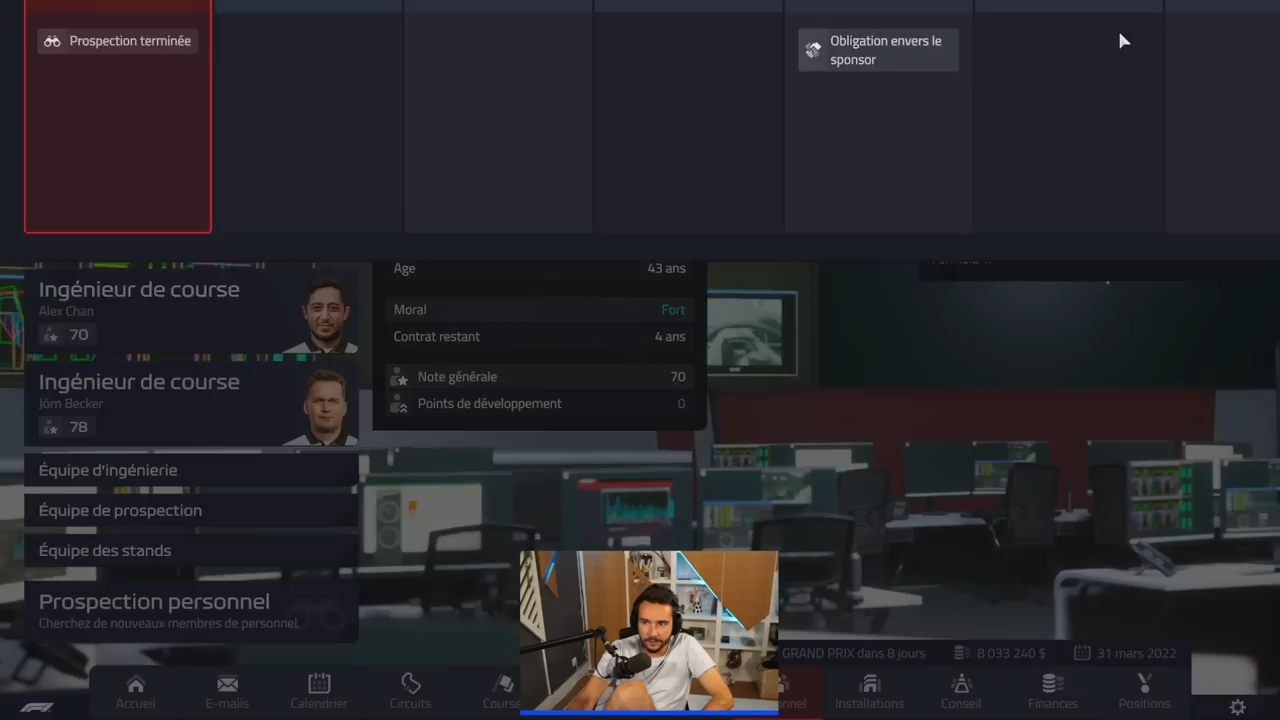 Prospection terminée
Obligation envers le
sponsor
Ingénieur de course
Alex Chan
70
Ingénieur de course
Jörn Becker
78
Équipe d'ingénierie
Équipe de prospection
Équipe des stands
Prospection personnel
Cherchez de nouveaux membres de personnel.
Age 43 ans
Moral Fort
Contrat restant 4 ans
Note générale 70
Points de développement 0
GRAND PRIX dans 8 jours 8 033 240 $ 31 mars 2022
Accueil E-mails Calendrier Circuits Course Installations Conseil Finances Positions